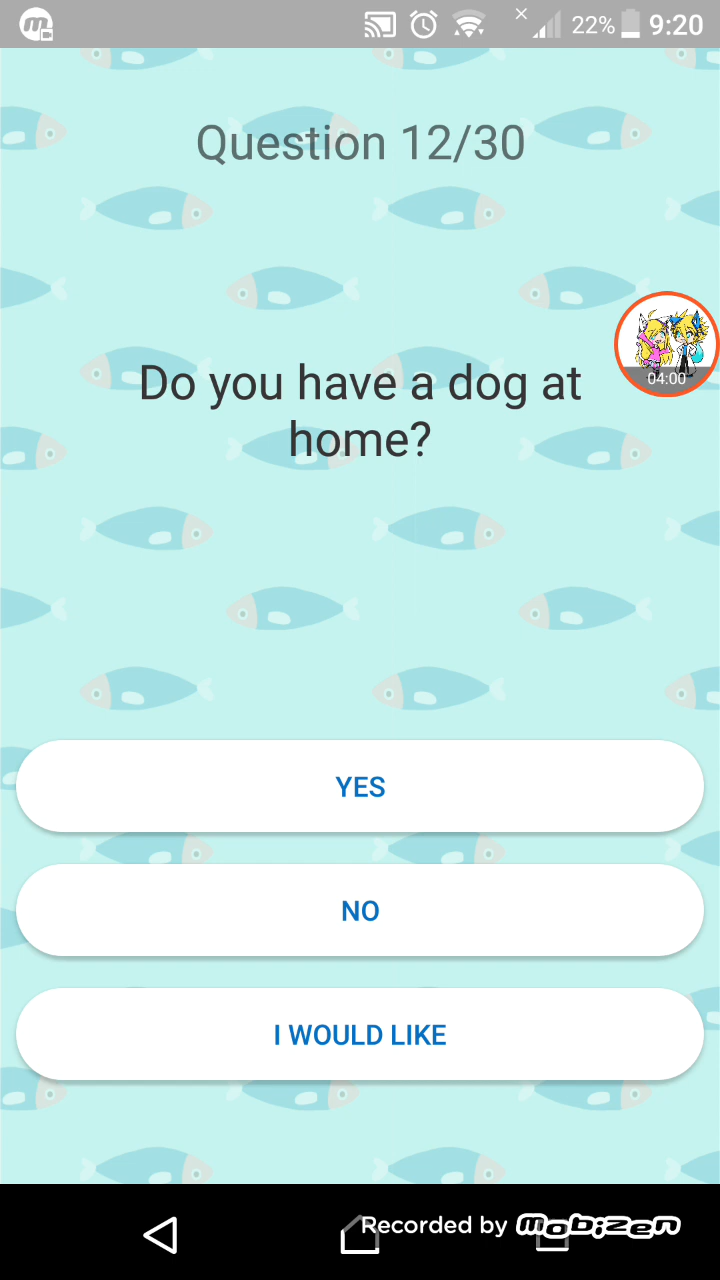 22% 9:20
Question 12/30
04:00
Do you have a dog at
home?
YES
NO
I WOULD LIKE
Recorded by Mobizen